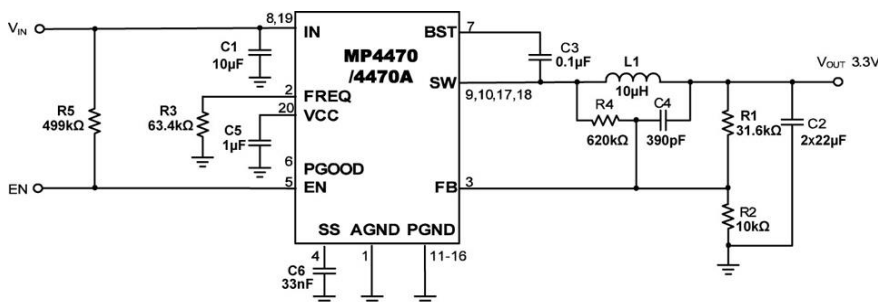 8,19
V_IN
IN
BST
7
C1
10μF
MP4470
/4470A
C3
0.1μF
L1
10μH
V_OUT 3.3V
SW
9,10,17,18
2
FREQ
R5
499kΩ
R3
63.4kΩ
20
VCC
C5
1μF
R4
620kΩ
C4
390pF
R1
31.6kΩ
C2
2x22μF
6
PGOOD
EN
5
EN
FB
3
R2
10kΩ
SS
AGND
PGND
4
1
11-16
C6
33nF